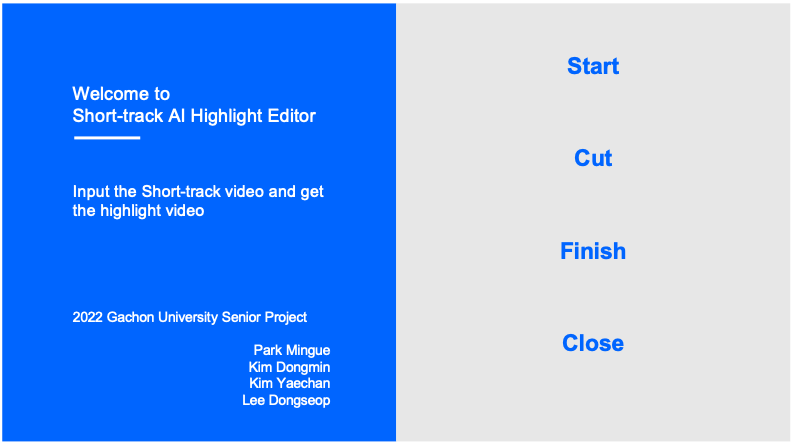 Welcome to
Short-track AI Highlight Editor
Input the Short-track video and get
the highlight video
2022 Gachon University Senior Project
Park Mingue
Kim Dongmin
Kim Yaechan
Lee Dongseop
Start
Cut
Finish
Close